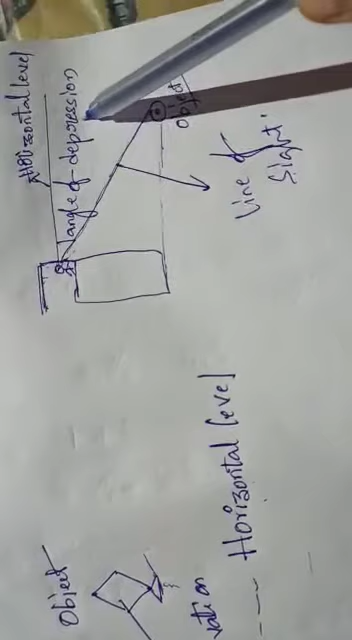 Horizontal level
angle of depression
Object
Line of
Sight
Object
vation
Horizontal level